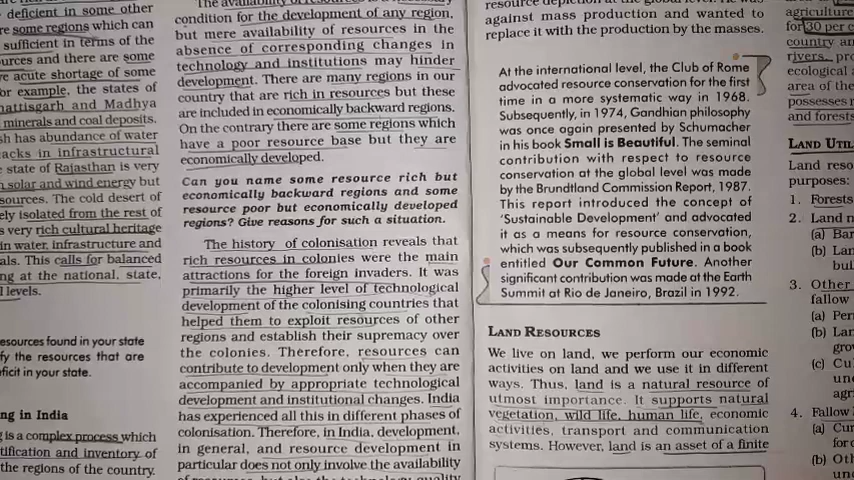 deficient in some other
re some regions which can
sufficient in terms of the
urces and there are some
ve acute shortage of some
or example, the states of
hattisgarh and Madhya
minerals and coal deposits.
sh has abundance of water
acks in infrastructural
state of Rajasthan is very
solar and wind energy but
sources. The cold desert of
ely isolated from the rest of
s very rich cultural heritage
in water, infrastructure and
als. This calls for balanced
ng at the national, state,
l levels.
esources found in your state
fy the resources that are
ficit in your state.
ng in India
g is a complex process which
tification and inventory of
the regions of the country.
condition for the development of any region,
but mere availability of resources in the
absence of corresponding changes in
technology and institutions may hinder
development. There are many regions in our
country that are rich in resources but these
are included in economically backward regions.
On the contrary there are some regions which
have a poor resource base but they are
economically developed.
Can you name some resource rich but
economically backward regions and some
resource poor but economically developed
regions? Give reasons for such a situation.
The history of colonisation reveals that
rich resources in colonies were the main
attractions for the foreign invaders. It was
primarily the higher level of technological
development of the colonising countries that
helped them to exploit resources of other
regions and establish their supremacy over
the colonies. Therefore, resources can
contribute to development only when they are
accompanied by appropriate technological
development and institutional changes. India
has experienced all this in different phases of
colonisation. Therefore, in India, development,
in general, and resource development in
particular does not only involve the availability
resource depletion at the global level. He was
against mass production and wanted to
replace it with the production by the masses.
At the international level, the Club of Rome
advocated resource conservation for the first
time in a more systematic way in 1968.
Subsequently, in 1974, Gandhian philosophy
was once again presented by Schumacher
in his book Small is Beautiful. The seminal
contribution with respect to resource
conservation at the global level was made
by the Brundtland Commission Report, 1987.
This report introduced the concept of
‘Sustainable Development’ and advocated
it as a means for resource conservation,
which was subsequently published in a book
entitled Our Common Future. Another
significant contribution was made at the Earth
Summit at Rio de Janeiro, Brazil in 1992.
LAND RESOURCES
We live on land, we perform our economic
activities on land and we use it in different
ways. Thus, land is a natural resource of
utmost importance. It supports natural
vegetation, wild life, human life, economic
activities, transport and communication
systems. However, land is an asset of a finite
agriculture
for 30 per c
country an
rivers, pro
ecological
area of the
possesses r
and forests
LAND UTIL
Land reso
purposes:
1. Forests
2. Land n
(a) Bar
(b) Lan
bui
3. Other
fallow
(a) Per
(b) Lan
gro
(c) Cu
und
agr
4. Fallow
(a) Cur
for
(b) Oth
un